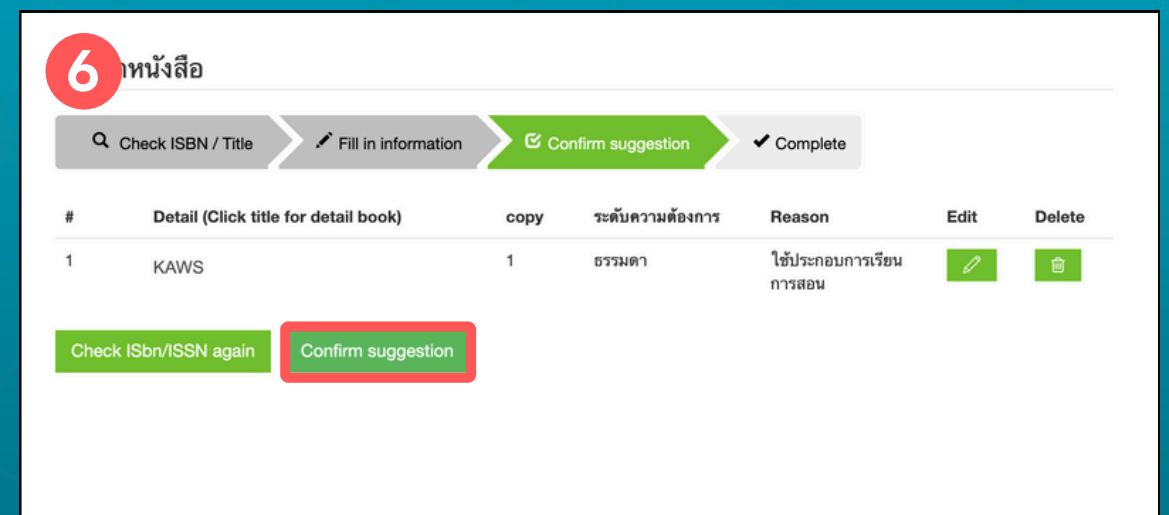 6
หนังสือ
Check ISBN / Title Fill in information Confirm suggestion Complete
# Detail (Click title for detail book) copy ระดับความต้องการ Reason Edit Delete
1 KAWS 1 ธรรมดา ใช้ประกอบการเรียน
การสอน
Check ISbn/ISSN again Confirm suggestion